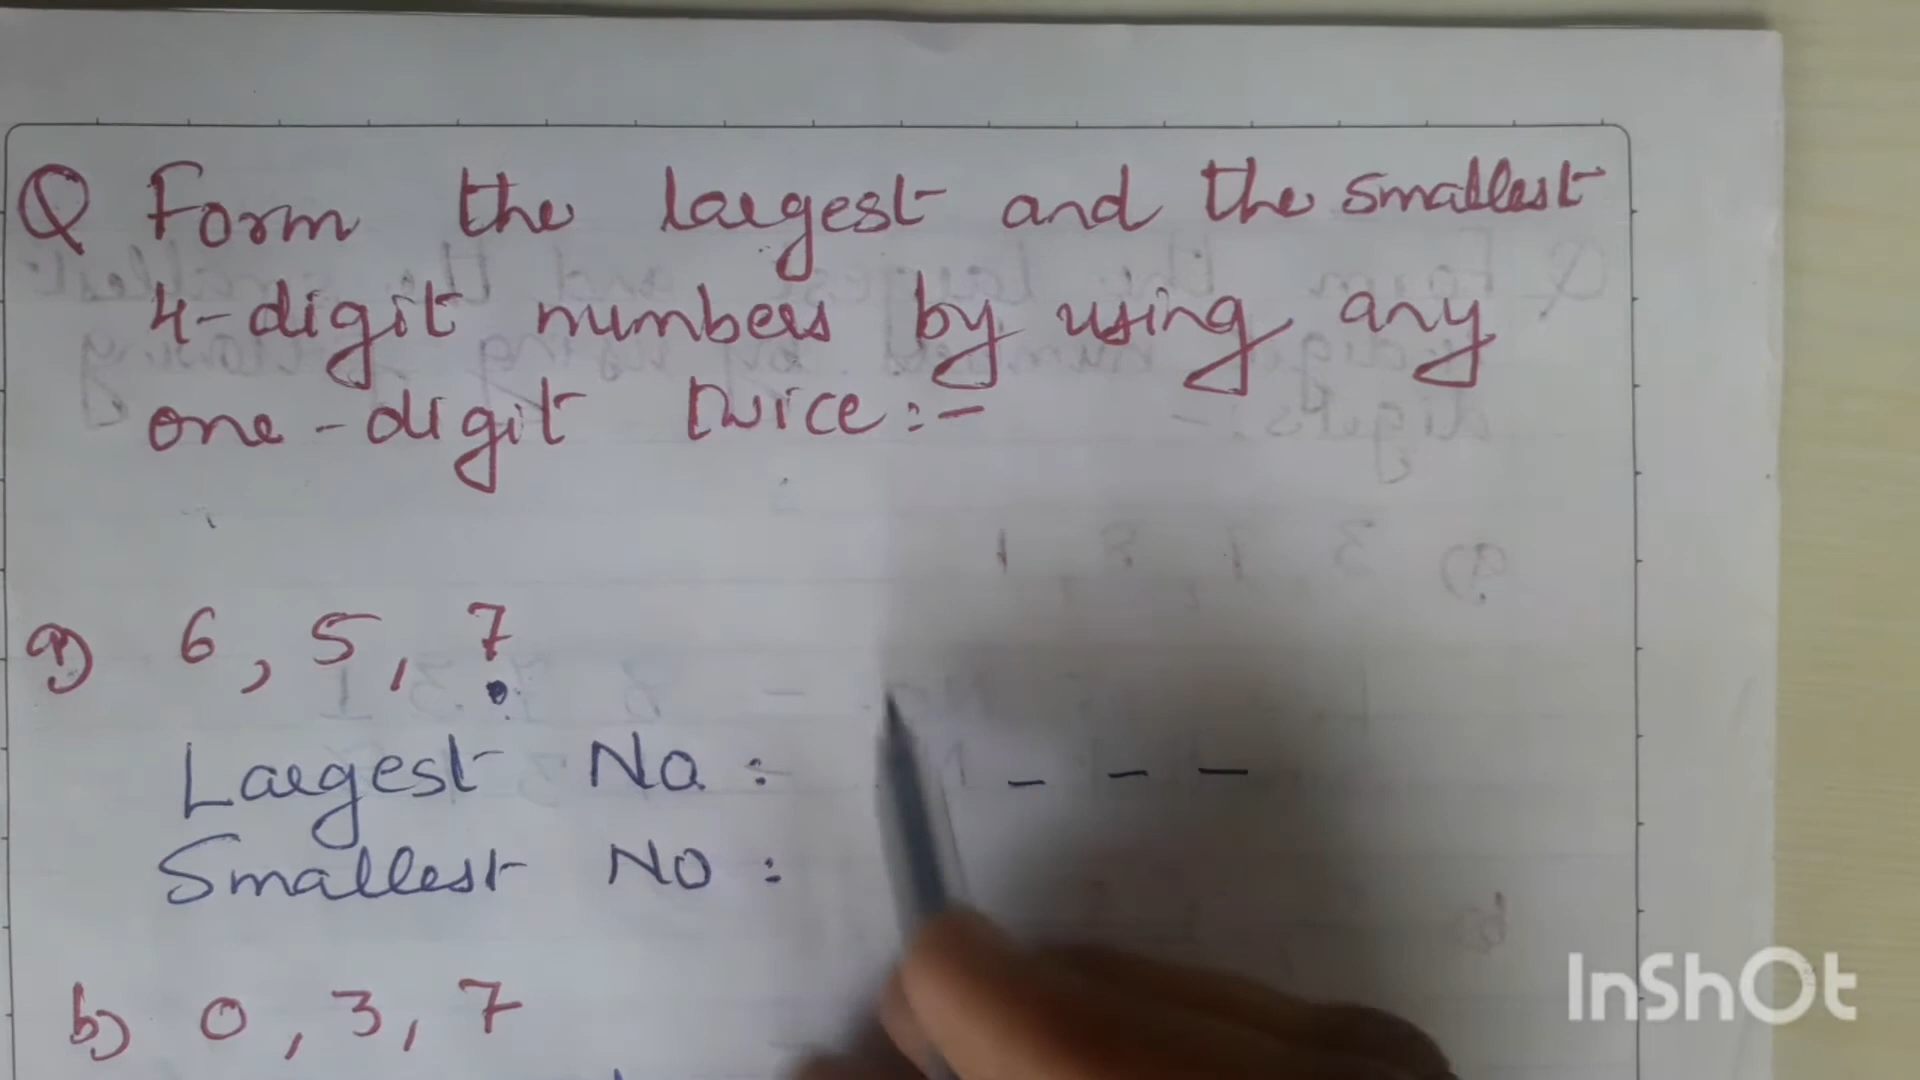 Q Form the largest and the smallest
4-digit numbers by using any
one-digit twice:-
a) 6, 5, 7
Largest No: _ _ _
Smallest No:
b) 0, 3, 7
InShOt